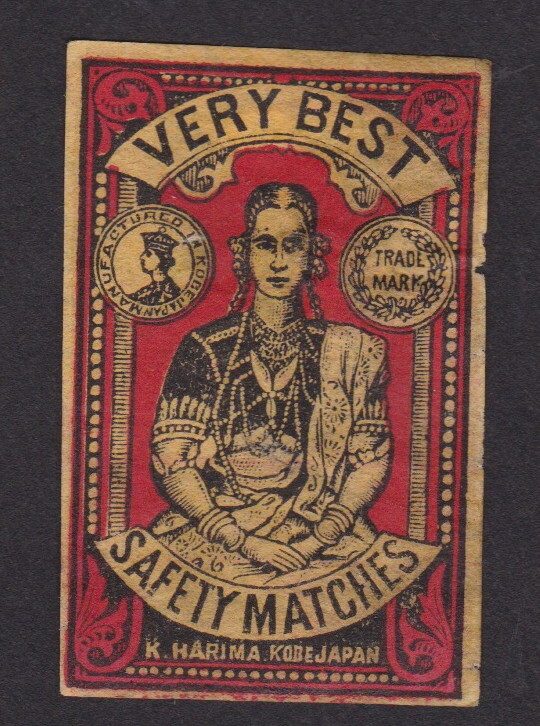 VERY BEST
MANUFACTURED IN KOBE JAPAN
TRADE
MARK
SAFETY MATCHES
K. HARIMA. KOBE JAPAN